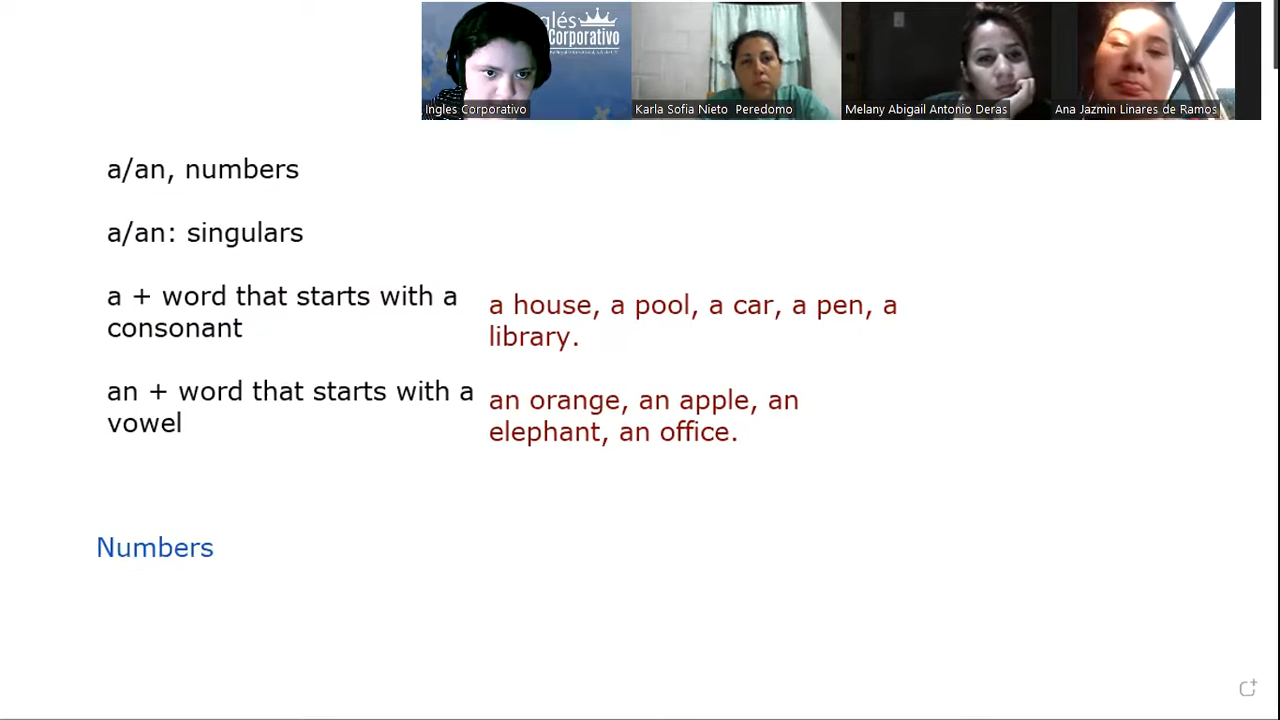 glés
Corporativo
Ingles Corporativo
Karla Sofia Nieto Peredomo
Melany Abigail Antonio Deras
Ana Jazmin Linares de Ramos
a/an, numbers
a/an: singulars
a + word that starts with a
consonant
a house, a pool, a car, a pen, a
library.
an + word that starts with a
vowel
an orange, an apple, an
elephant, an office.
Numbers